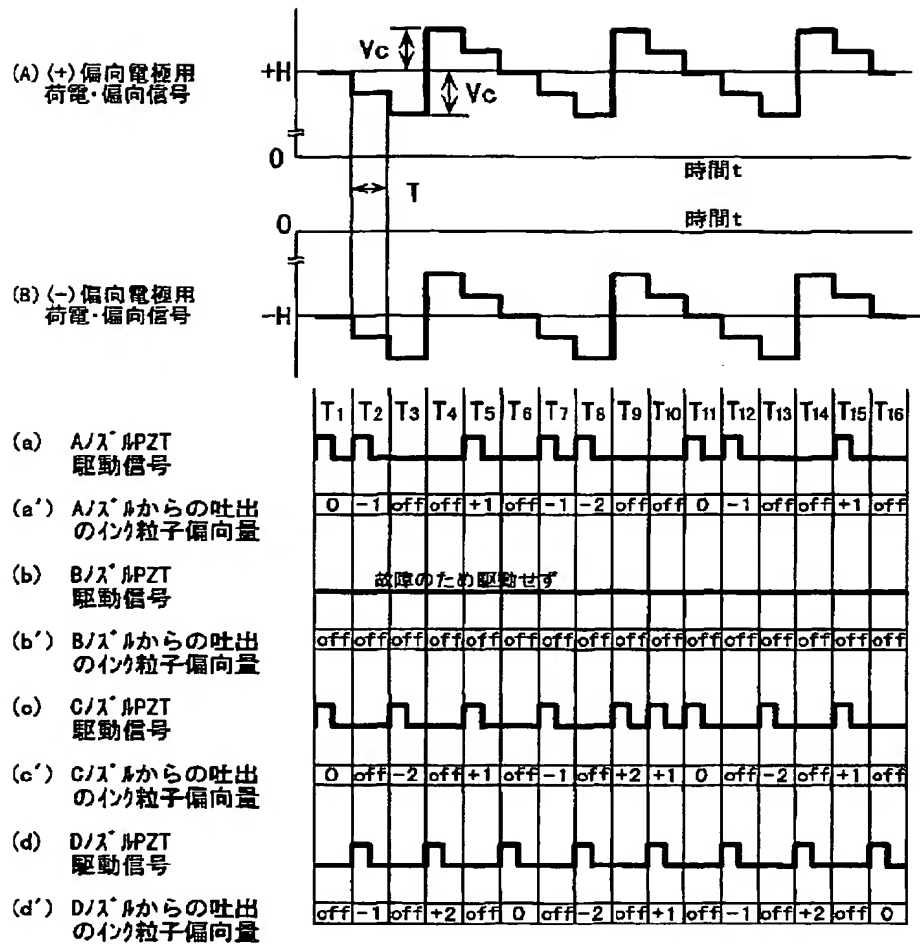 (A) (+)偏向電極用
荷電・偏向信号
+H
Vc
Vc
0
時間t
T
0
時間t
(B) (-)偏向電極用
荷電・偏向信号
-H
T1 T2 T3 T4 T5 T6 T7 T8 T9 T10 T11 T12 T13 T14 T15 T16
(a) AノズルPZT
駆動信号
(a') Aノズルからの吐出
のインク粒子偏向量
0 -1 off off +1 off -1 -2 off off 0 -1 off off +1 off
(b) BノズルPZT
駆動信号
故障のため駆動せず
(b') Bノズルからの吐出
のインク粒子偏向量
off off off off off off off off off off off off off off off off
(c) CノズルPZT
駆動信号
(c') Cノズルからの吐出
のインク粒子偏向量
0 off -2 off +1 off -1 off +2 +1 0 off -2 off +1 off
(d) DノズルPZT
駆動信号
(d') Dノズルからの吐出
のインク粒子偏向量
off -1 off +2 off 0 off -2 off +1 off -1 off +2 off 0